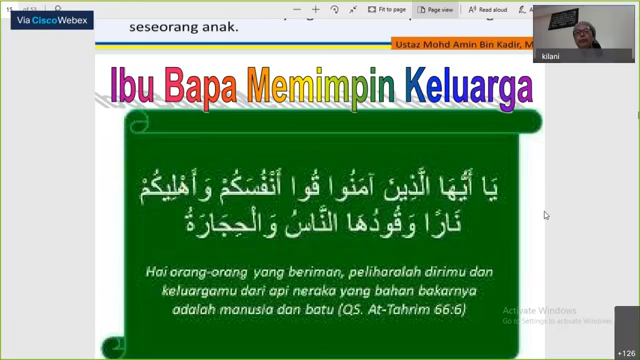 Via CiscoWebex
Fit to page
Page view
Read aloud
seseorang anak.
Ustaz Mohd Amin Bin Kadir, M
kilani
Ibu Bapa Memimpin Keluarga
يَا أَيُّهَا الَّذِينَ آمَنُوا قُوا أَنْفُسَكُمْ وَأَهْلِيكُمْ
نَارًا وَقُودُهَا النَّاسُ وَالْحِجَارَةُ
Hai orang-orang yang beriman, peliharalah dirimu dan
keluargamu dari api neraka yang bahan bakarnya
adalah manusia dan batu (QS. At-Tahrim 66:6)
Activate Windows
Go to Settings to activate Windows.
+126